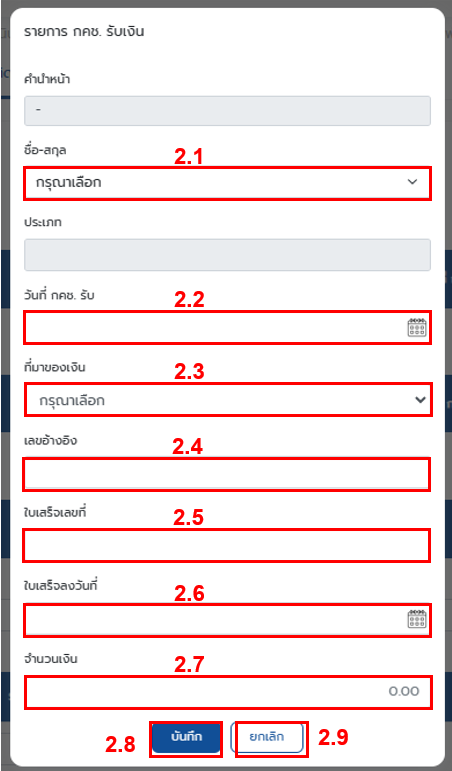 รายการ กคช. รับเงิน
คำนำหน้า
-
ชื่อ-สกุล 2.1
กรุณาเลือก
ประเภท
วันที่ กคช. รับ 2.2
ที่มาของเงิน 2.3
กรุณาเลือก
เลขอ้างอิง 2.4
ใบเสร็จเลขที่ 2.5
ใบเสร็จลงวันที่ 2.6
จำนวนเงิน 2.7
0.00
2.8 บันทึก ยกเลิก 2.9